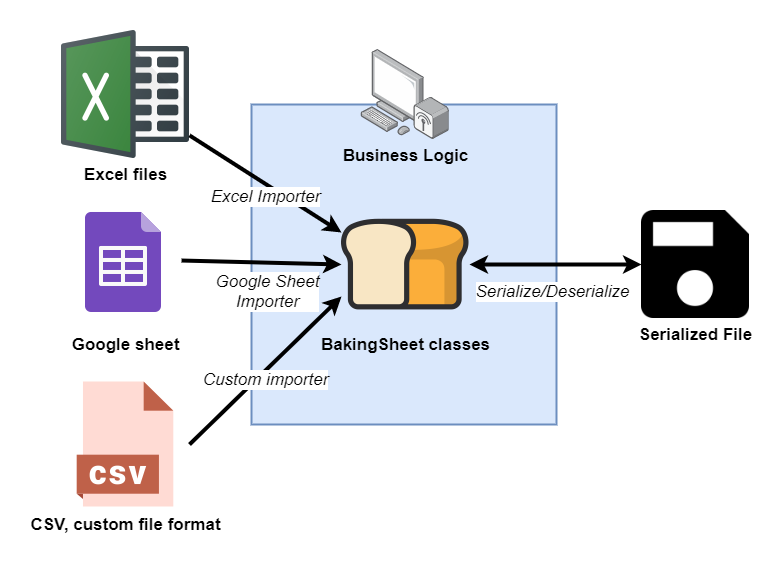 X
Excel files
Business Logic
Excel Importer
Google Sheet
Importer
Google sheet
BakingSheet classes
Serialize/Deserialize
Serialized File
Custom importer
CSV
CSV, custom file format